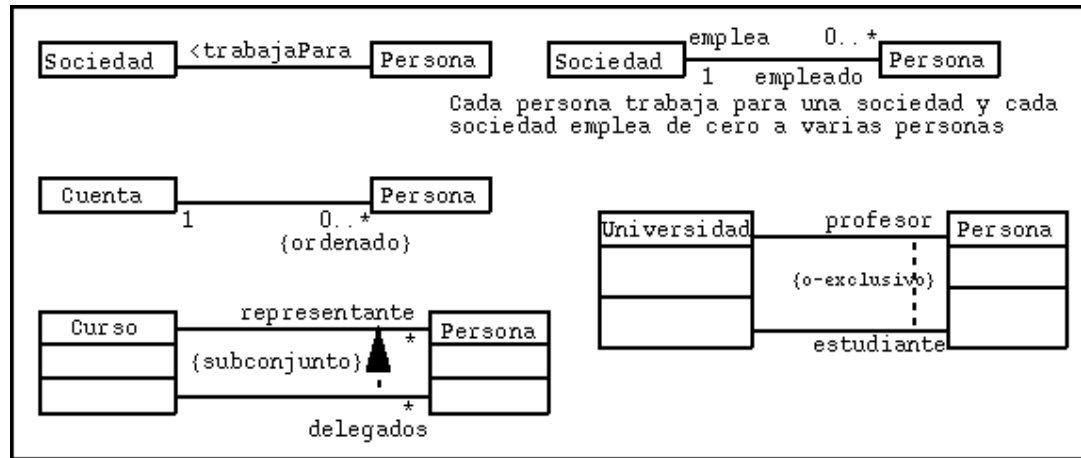 Sociedad <trabajaPara Persona
Sociedad emplea 0..* Persona
1 empleado
Cada persona trabaja para una sociedad y cada
sociedad emplea de cero a varias personas
Cuenta Persona
1 0..*
{ordenado}
Universidad profesor Persona
{o-exclusivo}
estudiante
Curso representante Persona
*
{subconjunto}
*
delegados